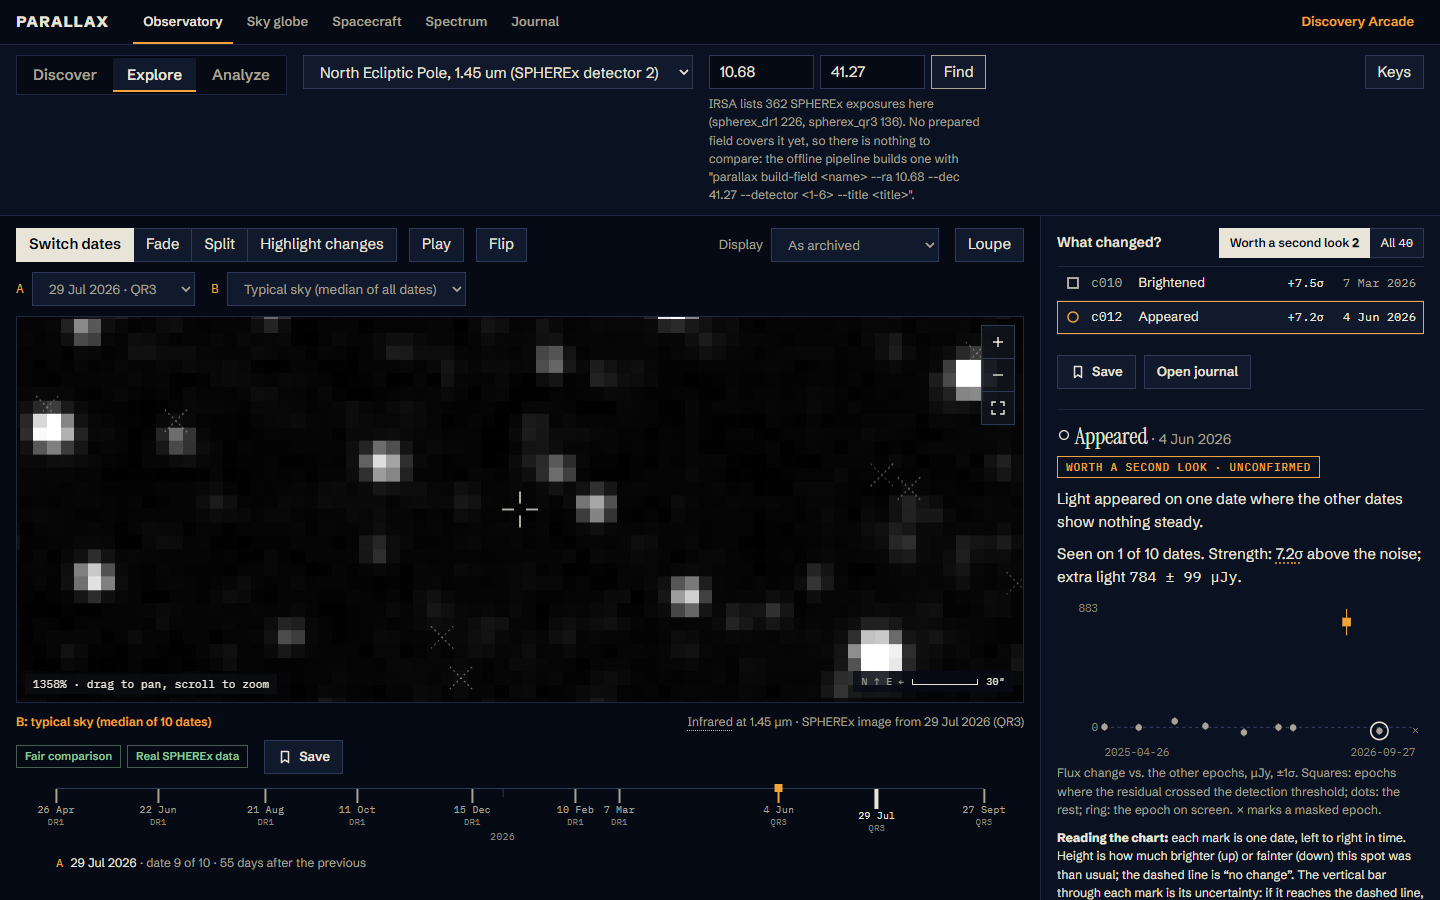 PARALLAX Observatory Sky globe Spacecraft Spectrum Journal Discovery Arcade
Discover Explore Analyze North Ecliptic Pole, 1.45 um (SPHEREx detector 2) 10.68 41.27 Find Keys
IRSA lists 362 SPHEREx exposures here
(spherex_dr1 226, spherex_qr3 136). No prepared
field covers it yet, so there is nothing to
compare: the offline pipeline builds one with
"parallax build-field <name> --ra 10.68 --dec
41.27 --detector <1-6> --title <title>".
Switch dates Fade Split Highlight changes Play Flip Display As archived Loupe
A 29 Jul 2026 · QR3 B Typical sky (median of all dates)
+
−
1358% · drag to pan, scroll to zoom
N ↑ E ← 30"
B: typical sky (median of 10 dates)
Infrared at 1.45 µm · SPHEREx image from 29 Jul 2026 (QR3)
Fair comparison Real SPHEREx data Save
26 Apr 22 Jun 21 Aug 11 Oct 15 Dec 10 Feb 7 Mar 4 Jun 29 Jul 27 Sept
DR1 DR1 DR1 DR1 DR1 DR1 DR1 QR3 QR3 QR3
2026
A 29 Jul 2026 · date 9 of 10 · 55 days after the previous
What changed? Worth a second look 2 All 40
c010 Brightened +7.5σ 7 Mar 2026
c012 Appeared +7.2σ 4 Jun 2026
Save Open journal
Appeared · 4 Jun 2026
WORTH A SECOND LOOK · UNCONFIRMED
Light appeared on one date where the other dates
show nothing steady.
Seen on 1 of 10 dates. Strength: 7.2σ above the noise;
extra light 784 ± 99 µJy.
883
0
2025-04-26 2026-09-27
Flux change vs. the other epochs, µJy, ±1σ. Squares: epochs
where the residual crossed the detection threshold; dots: the
rest; ring: the epoch on screen. × marks a masked epoch.
Reading the chart: each mark is one date, left to right in time.
Height is how much brighter (up) or fainter (down) this spot was
than usual; the dashed line is “no change”. The vertical bar
through each mark is its uncertainty: if it reaches the dashed line,